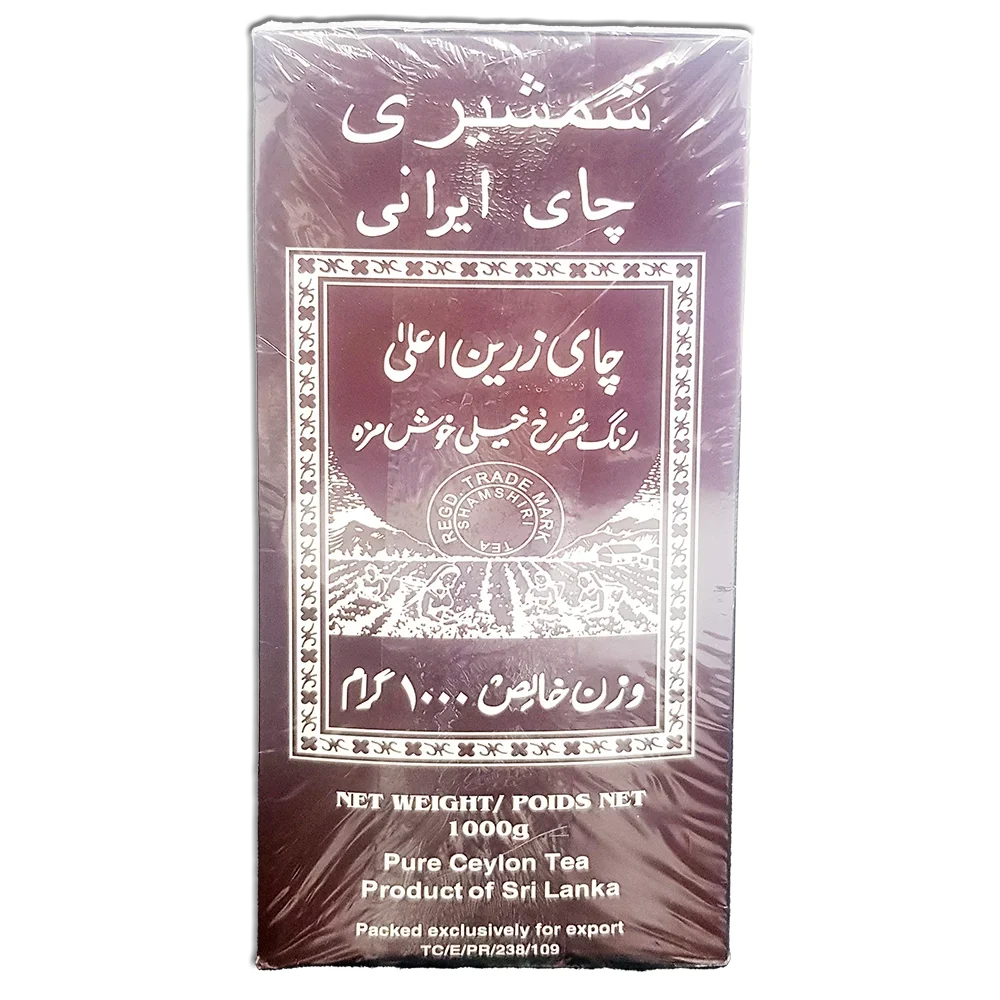 شمشیری
چای ایرانی
چای زرین اعلیٰ
رنگ سُرخ خیلی خوش مزه
REGD. TRADE MARK
SHAMSHIRI TEA
وزن خالص ۱۰۰۰ گرام
NET WEIGHT/ POIDS NET
1000g
Pure Ceylon Tea
Product of Sri Lanka
Packed exclusively for export
TC/E/PR/238/109